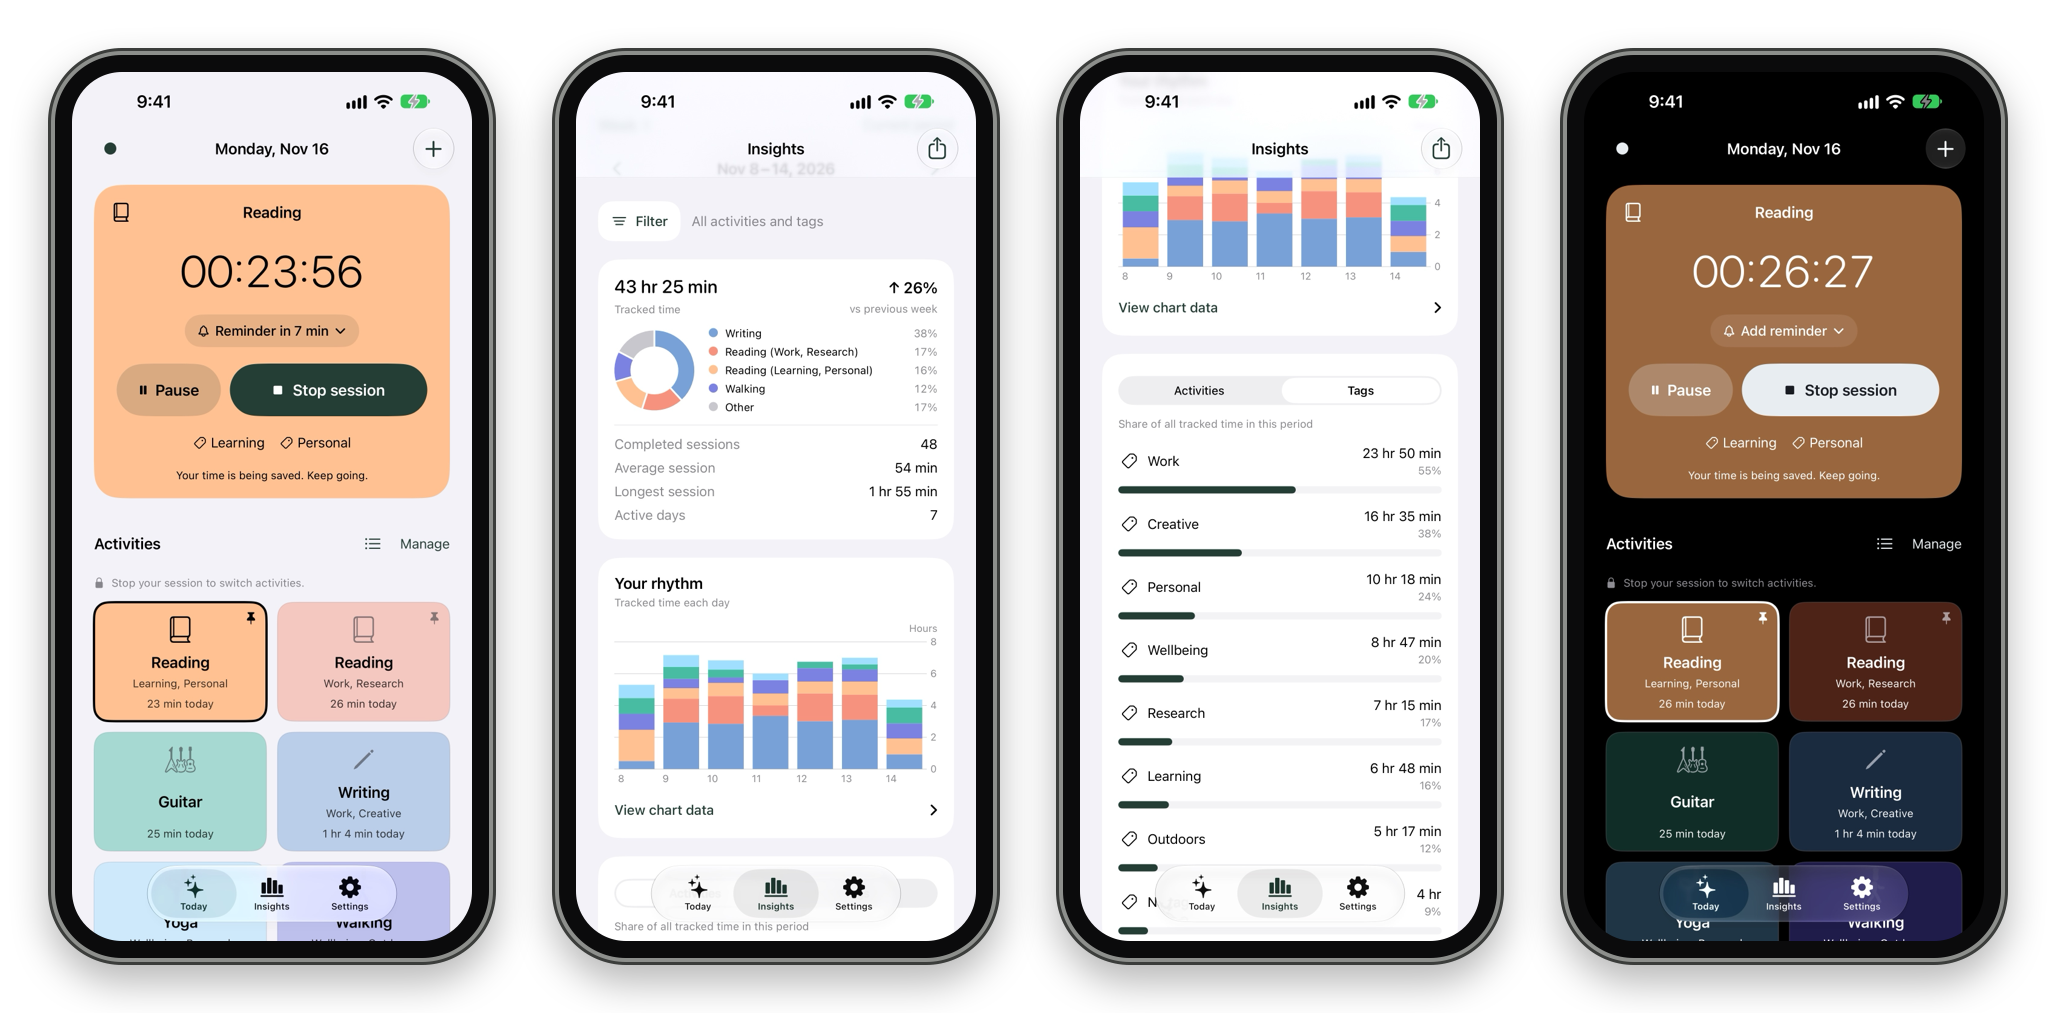 9:41
Monday, Nov 16
Reading
00:23:56
Reminder in 7 min
Pause
Stop session
Learning
Personal
Your time is being saved. Keep going.
Activities
Manage
Stop your session to switch activities.
Reading
Learning, Personal
23 min today
Reading
Work, Research
26 min today
Guitar
25 min today
Writing
Work, Creative
1 hr 4 min today
Yoga
Walking
Today
Insights
Settings
9:41
Insights
Nov 8–14, 2026
Filter
All activities and tags
43 hr 25 min
↑ 26%
Tracked time
vs previous week
Writing 38%
Reading (Work, Research) 17%
Reading (Learning, Personal) 16%
Walking 12%
Other 17%
Completed sessions 48
Average session 54 min
Longest session 1 hr 55 min
Active days 7
Your rhythm
Tracked time each day
Hours
8
6
4
2
0
8 9 10 11 12 13 14
View chart data
Share of all tracked time in this period
Today
Insights
Settings
9:41
Insights
4
2
0
8 9 10 11 12 13 14
View chart data
Activities
Tags
Share of all tracked time in this period
Work 23 hr 50 min
55%
Creative 16 hr 35 min
38%
Personal 10 hr 18 min
24%
Wellbeing 8 hr 47 min
20%
Research 7 hr 15 min
17%
Learning 6 hr 48 min
16%
Outdoors 5 hr 17 min
12%
4 hr
9%
Today
Insights
Settings
9:41
Monday, Nov 16
Reading
00:26:27
Add reminder
Pause
Stop session
Learning
Personal
Your time is being saved. Keep going.
Activities
Manage
Stop your session to switch activities.
Reading
Learning, Personal
26 min today
Reading
Work, Research
26 min today
Guitar
25 min today
Writing
Work, Creative
1 hr 4 min today
Yoga
Walking
Today
Insights
Settings